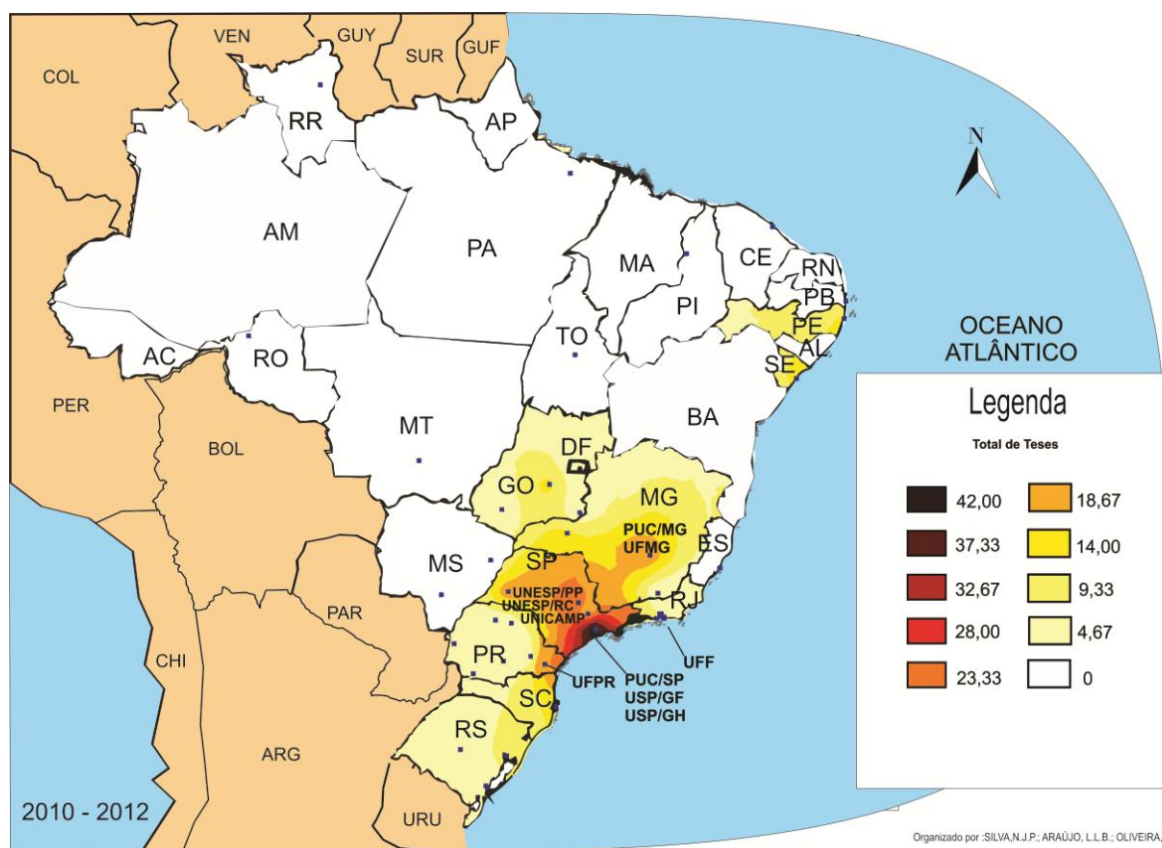 VEN
GUY
SUR
GUF
COL
RR
AP
N
AM
PA
MA
CE
RN
PB
PI
PE
AL
SE
TO
AC
RO
OCEANO
ATLÂNTICO
PER
BOL
MT
BA
DF
GO
MG
PUC/MG
UFMG
ES
MS
SP
UNESP/PP
UNESP/RC
UNICAMP
RJ
PAR
CHI
PR
UFF
UFPR
PUC/SP
USP/GF
USP/GH
SC
RS
ARG
URU
2010 - 2012
Legenda
Total de Teses
42,00
18,67
37,33
14,00
32,67
9,33
28,00
4,67
23,33
0
Organizado por :SILVA,N.J.P.; ARAÚJO, L.L.B.; OLIVEIRA,